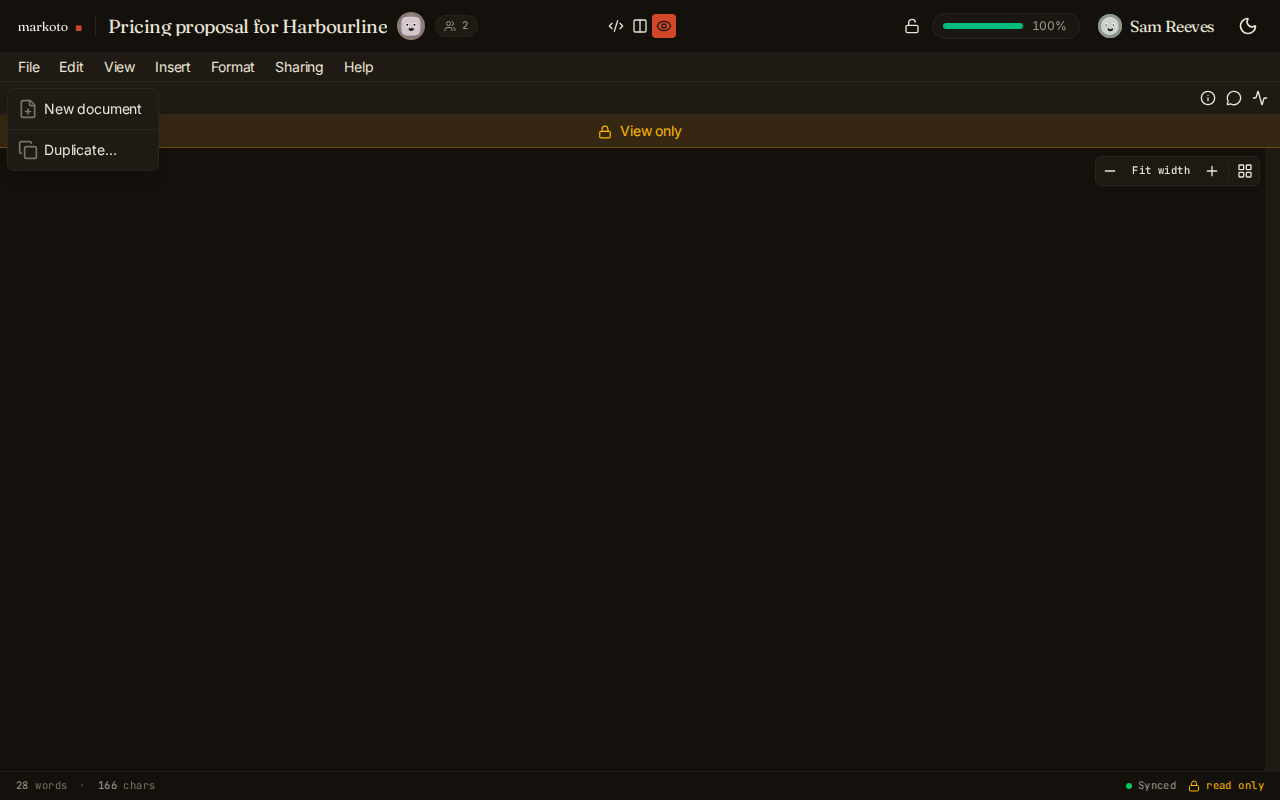 markoto
Pricing proposal for Harbourline
2
100%
Sam Reeves
File Edit View Insert Format Sharing Help
New document
View only
Duplicate...
Fit width
28 words · 166 chars
Synced
read only